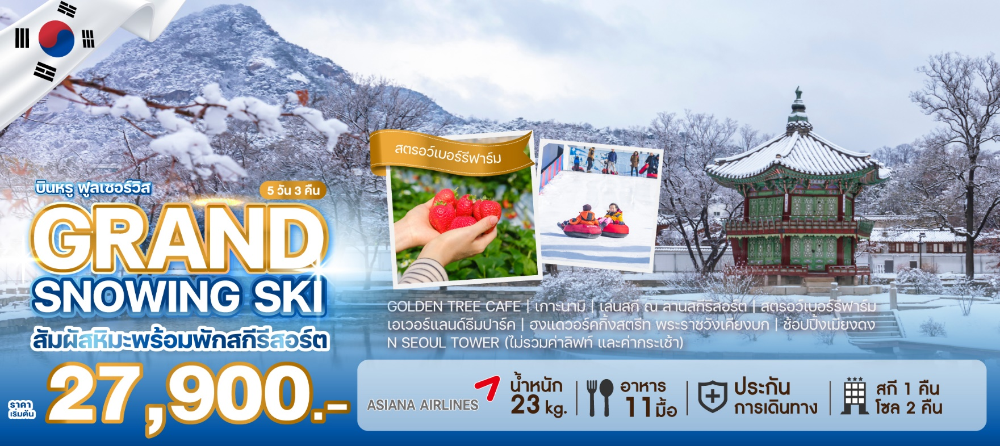 บินหรู ฟูลเซอร์วิส
5 วัน 3 คืน
GRAND
SNOWING SKI
สัมผัสหิมะพร้อมพักสกีรีสอร์ต
ราคา
เริ่มต้น
27,900.-
สตรอว์เบอร์รีฟาร์ม
GOLDEN TREE CAFE | เกาะนามิ | เล่นสกี ณ ลานสกีรีสอร์ต | สตรอว์เบอร์รีฟาร์ม
เอเวอร์แลนด์ธีมปาร์ค | ฮงแดวอร์คกิ้งสตรีท พระราชวังเคียงบก | ช้อปปิ้งเมียงดง
N SEOUL TOWER (ไม่รวมค่าลิฟท์ และค่ากระเช้า)
ASIANA AIRLINES
น้ำหนัก
23 kg.
อาหาร
11 มื้อ
ประกัน
การเดินทาง
สกี 1 คืน
โซล 2 คืน